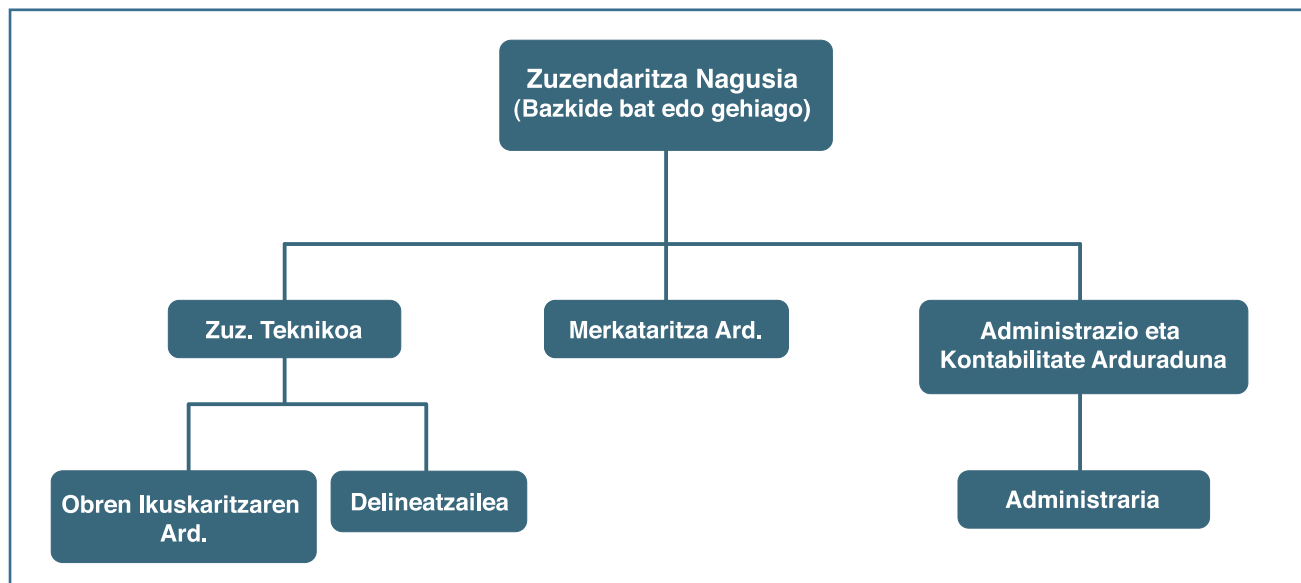 Zuzendaritza Nagusia
(Bazkide bat edo gehiago)
Zuz. Teknikoa
Merkataritza Ard.
Administrazio eta
Kontabilitate Arduraduna
Obren Ikuskaritzaren
Ard.
Delineatzailea
Administraria